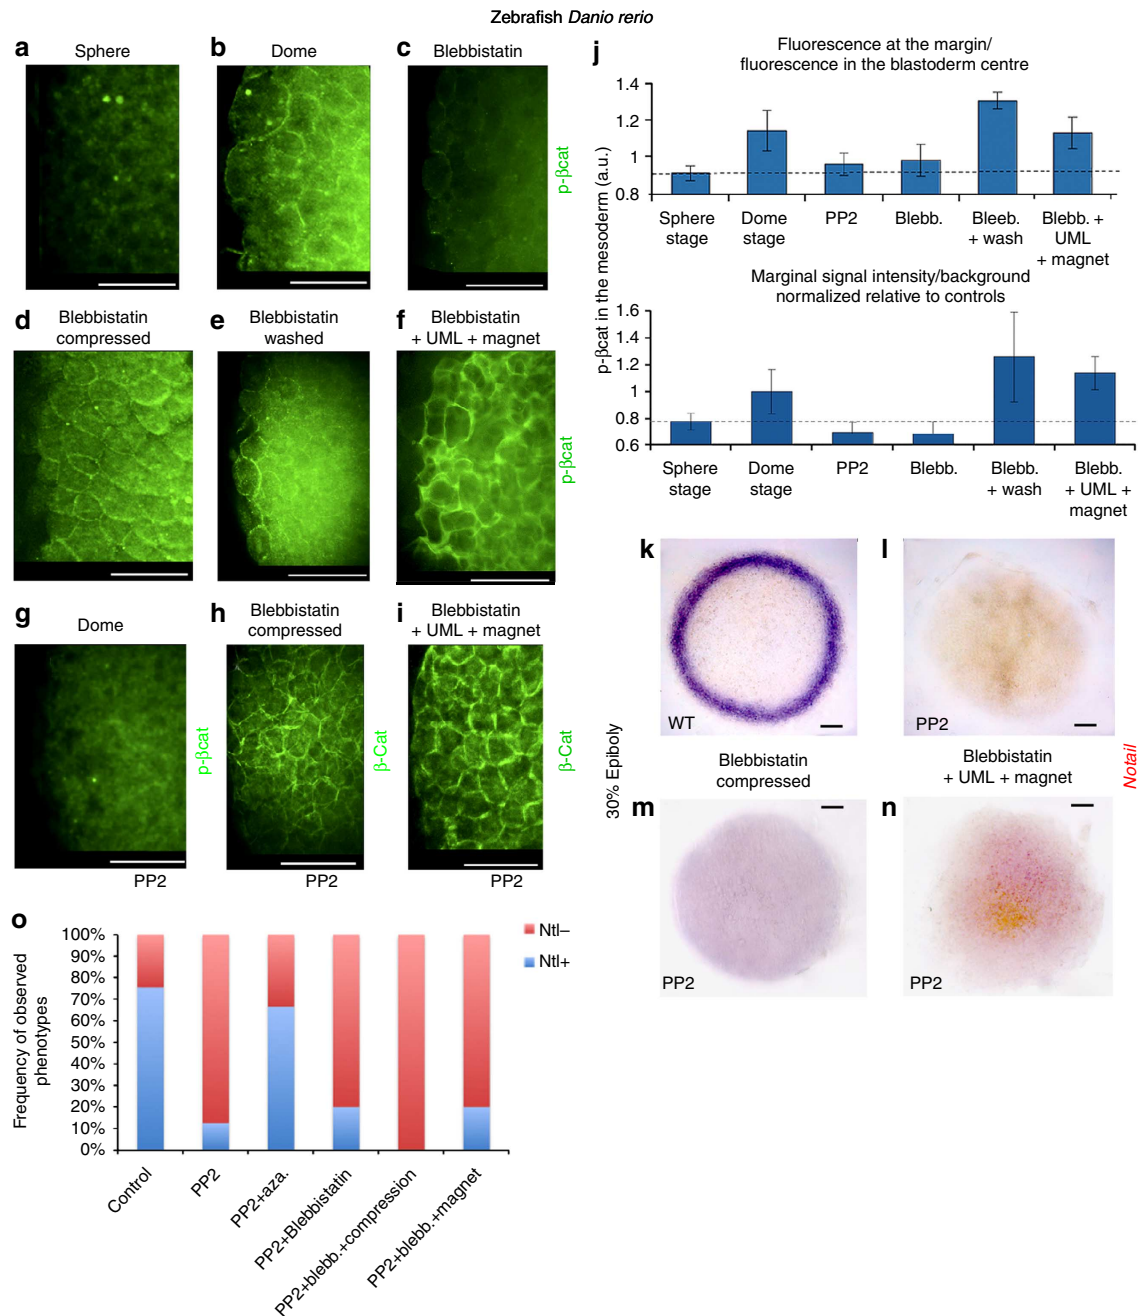 Zebrafish Danio rerio
a
Sphere
b
Dome
c
Blebbistatin
p-βcat
d
Blebbistatin
compressed
e
Blebbistatin
washed
f
Blebbistatin
+ UML + magnet
p-βcat
g
Dome
p-βcat
PP2
h
Blebbistatin
compressed
β-Cat
PP2
i
Blebbistatin
+ UML + magnet
β-Cat
PP2
j
Fluorescence at the margin/
fluorescence in the blastoderm centre
p-βcat in the mesoderm (a.u.)
1.4
1.2
1
0.8
Sphere
stage
Dome
stage
PP2
Blebb.
Bleeb.
+ wash
Blebb. +
UML
+ magnet
Marginal signal intensity/background
normalized relative to controls
1.6
1.4
1.2
1
0.8
0.6
Sphere
stage
Dome
stage
PP2
Blebb.
Blebb.
+ wash
Blebb.
+ UML +
magnet
30% Epiboly
k
WT
l
PP2
Notail
Blebbistatin
compressed
m
PP2
Blebbistatin
+ UML + magnet
n
PP2
o
Frequency of observed
phenotypes
100%
90%
80%
70%
60%
50%
40%
30%
20%
10%
0%
Control
PP2
PP2+aza.
PP2+Blebbistatin
PP2+blebb.+compression
PP2+blebb.+magnet
Ntl–
Ntl+